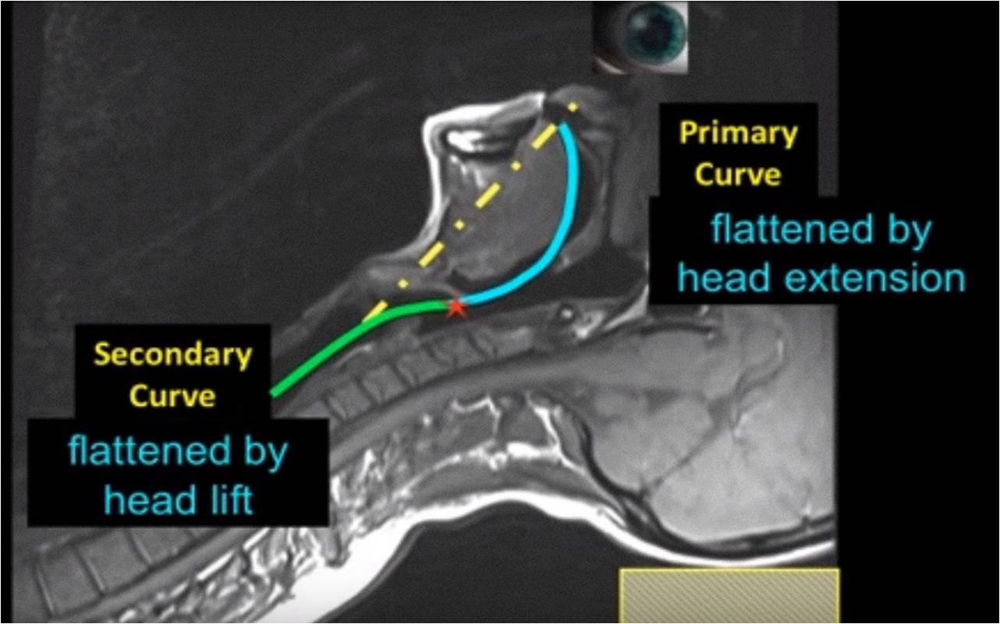 Primary
Curve
flattened by
head extension
Secondary
Curve
flattened by
head lift